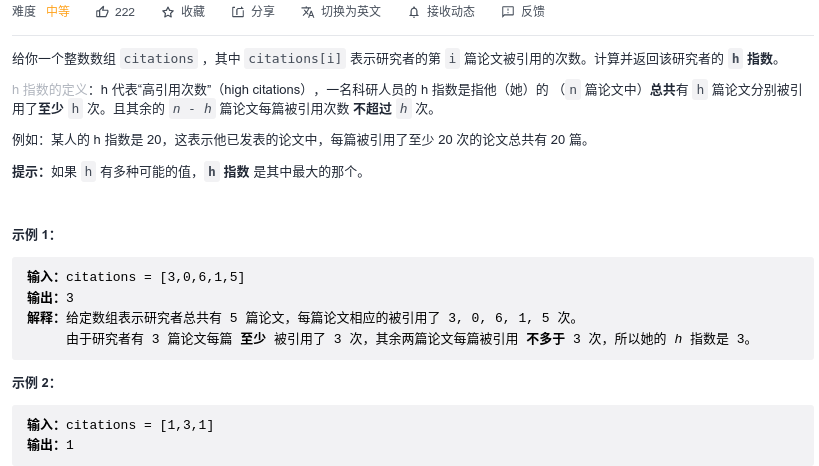 难度 中等 222 收藏 分享 切换为英文 接收动态 反馈
给你一个整数数组 citations ，其中 citations[i] 表示研究者的第 i 篇论文被引用的次数。计算并返回该研究者的 h 指数。
h 指数的定义：h 代表“高引用次数”（high citations），一名科研人员的 h 指数是指他（她）的 （n 篇论文中）总共有 h 篇论文分别被引
用了至少 h 次。且其余的 n - h 篇论文每篇被引用次数 不超过 h 次。
例如：某人的 h 指数是 20，这表示他已发表的论文中，每篇被引用了至少 20 次的论文总共有 20 篇。
提示：如果 h 有多种可能的值，h 指数 是其中最大的那个。
示例 1：
输入：citations = [3,0,6,1,5]
输出：3
解释：给定数组表示研究者总共有 5 篇论文，每篇论文相应的被引用了 3, 0, 6, 1, 5 次。
由于研究者有 3 篇论文每篇 至少 被引用了 3 次，其余两篇论文每篇被引用 不多于 3 次，所以她的 h 指数是 3。
示例 2：
输入：citations = [1,3,1]
输出：1